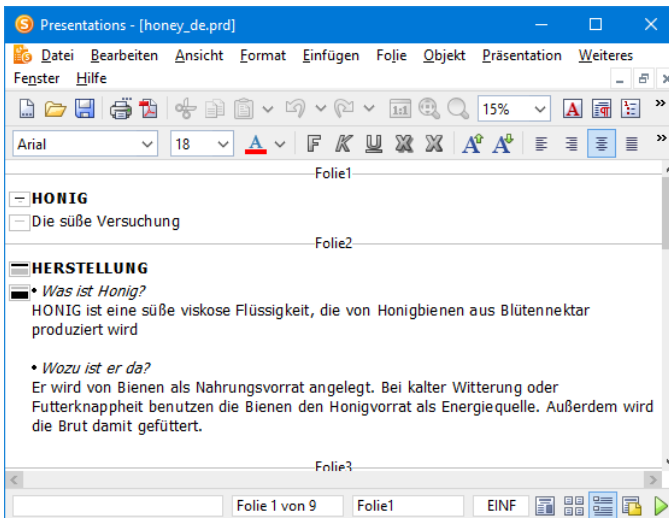 Presentations - [honey_de.prd]
Datei Bearbeiten Ansicht Format Einfügen Folie Objekt Präsentation Weiteres
Fenster Hilfe
1:1 15% A »
Arial 18 A F K U X X A A »
Folie1
HONIG
Die süße Versuchung
Folie2
HERSTELLUNG
• Was ist Honig?
HONIG ist eine süße viskose Flüssigkeit, die von Honigbienen aus Blütennektar
produziert wird
• Wozu ist er da?
Er wird von Bienen als Nahrungsvorrat angelegt. Bei kalter Witterung oder
Futterknappheit benutzen die Bienen den Honigvorrat als Energiequelle. Außerdem wird
die Brut damit gefüttert.
Folie3
Folie 1 von 9 Folie1 EINF